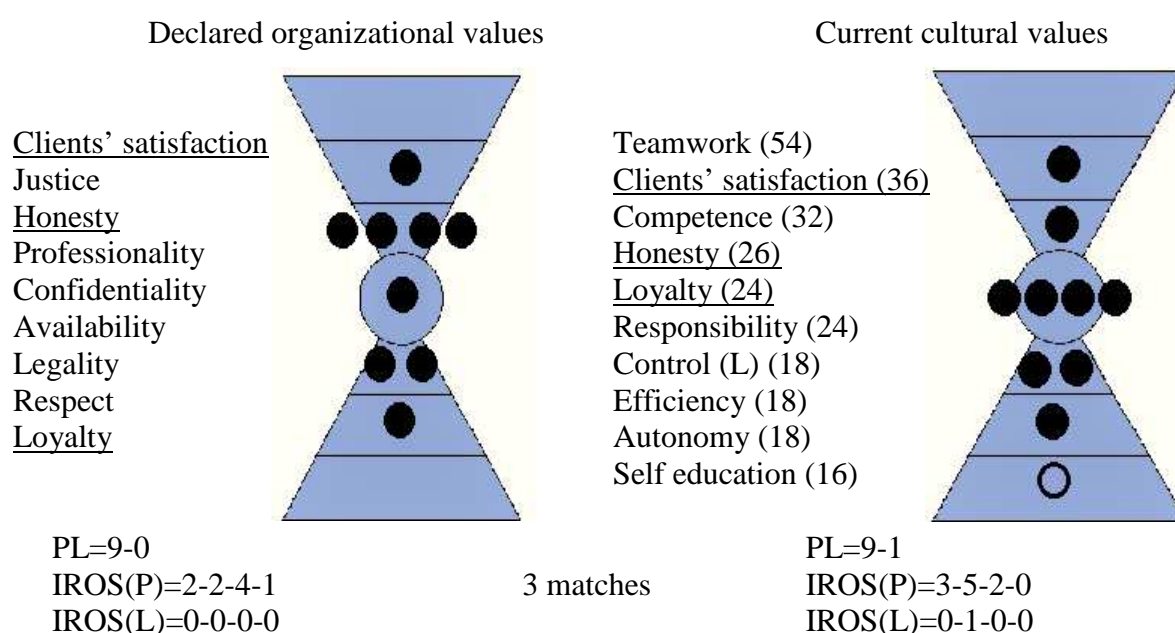 Declared organizational values
Current cultural values
Clients’ satisfaction
Justice
Honesty
Professionality
Confidentiality
Availability
Legality
Respect
Loyalty
Teamwork (54)
Clients’ satisfaction (36)
Competence (32)
Honesty (26)
Loyalty (24)
Responsibility (24)
Control (L) (18)
Efficiency (18)
Autonomy (18)
Self education (16)
PL=9-0
IROS(P)=2-2-4-1
IROS(L)=0-0-0-0
3 matches
PL=9-1
IROS(P)=3-5-2-0
IROS(L)=0-1-0-0